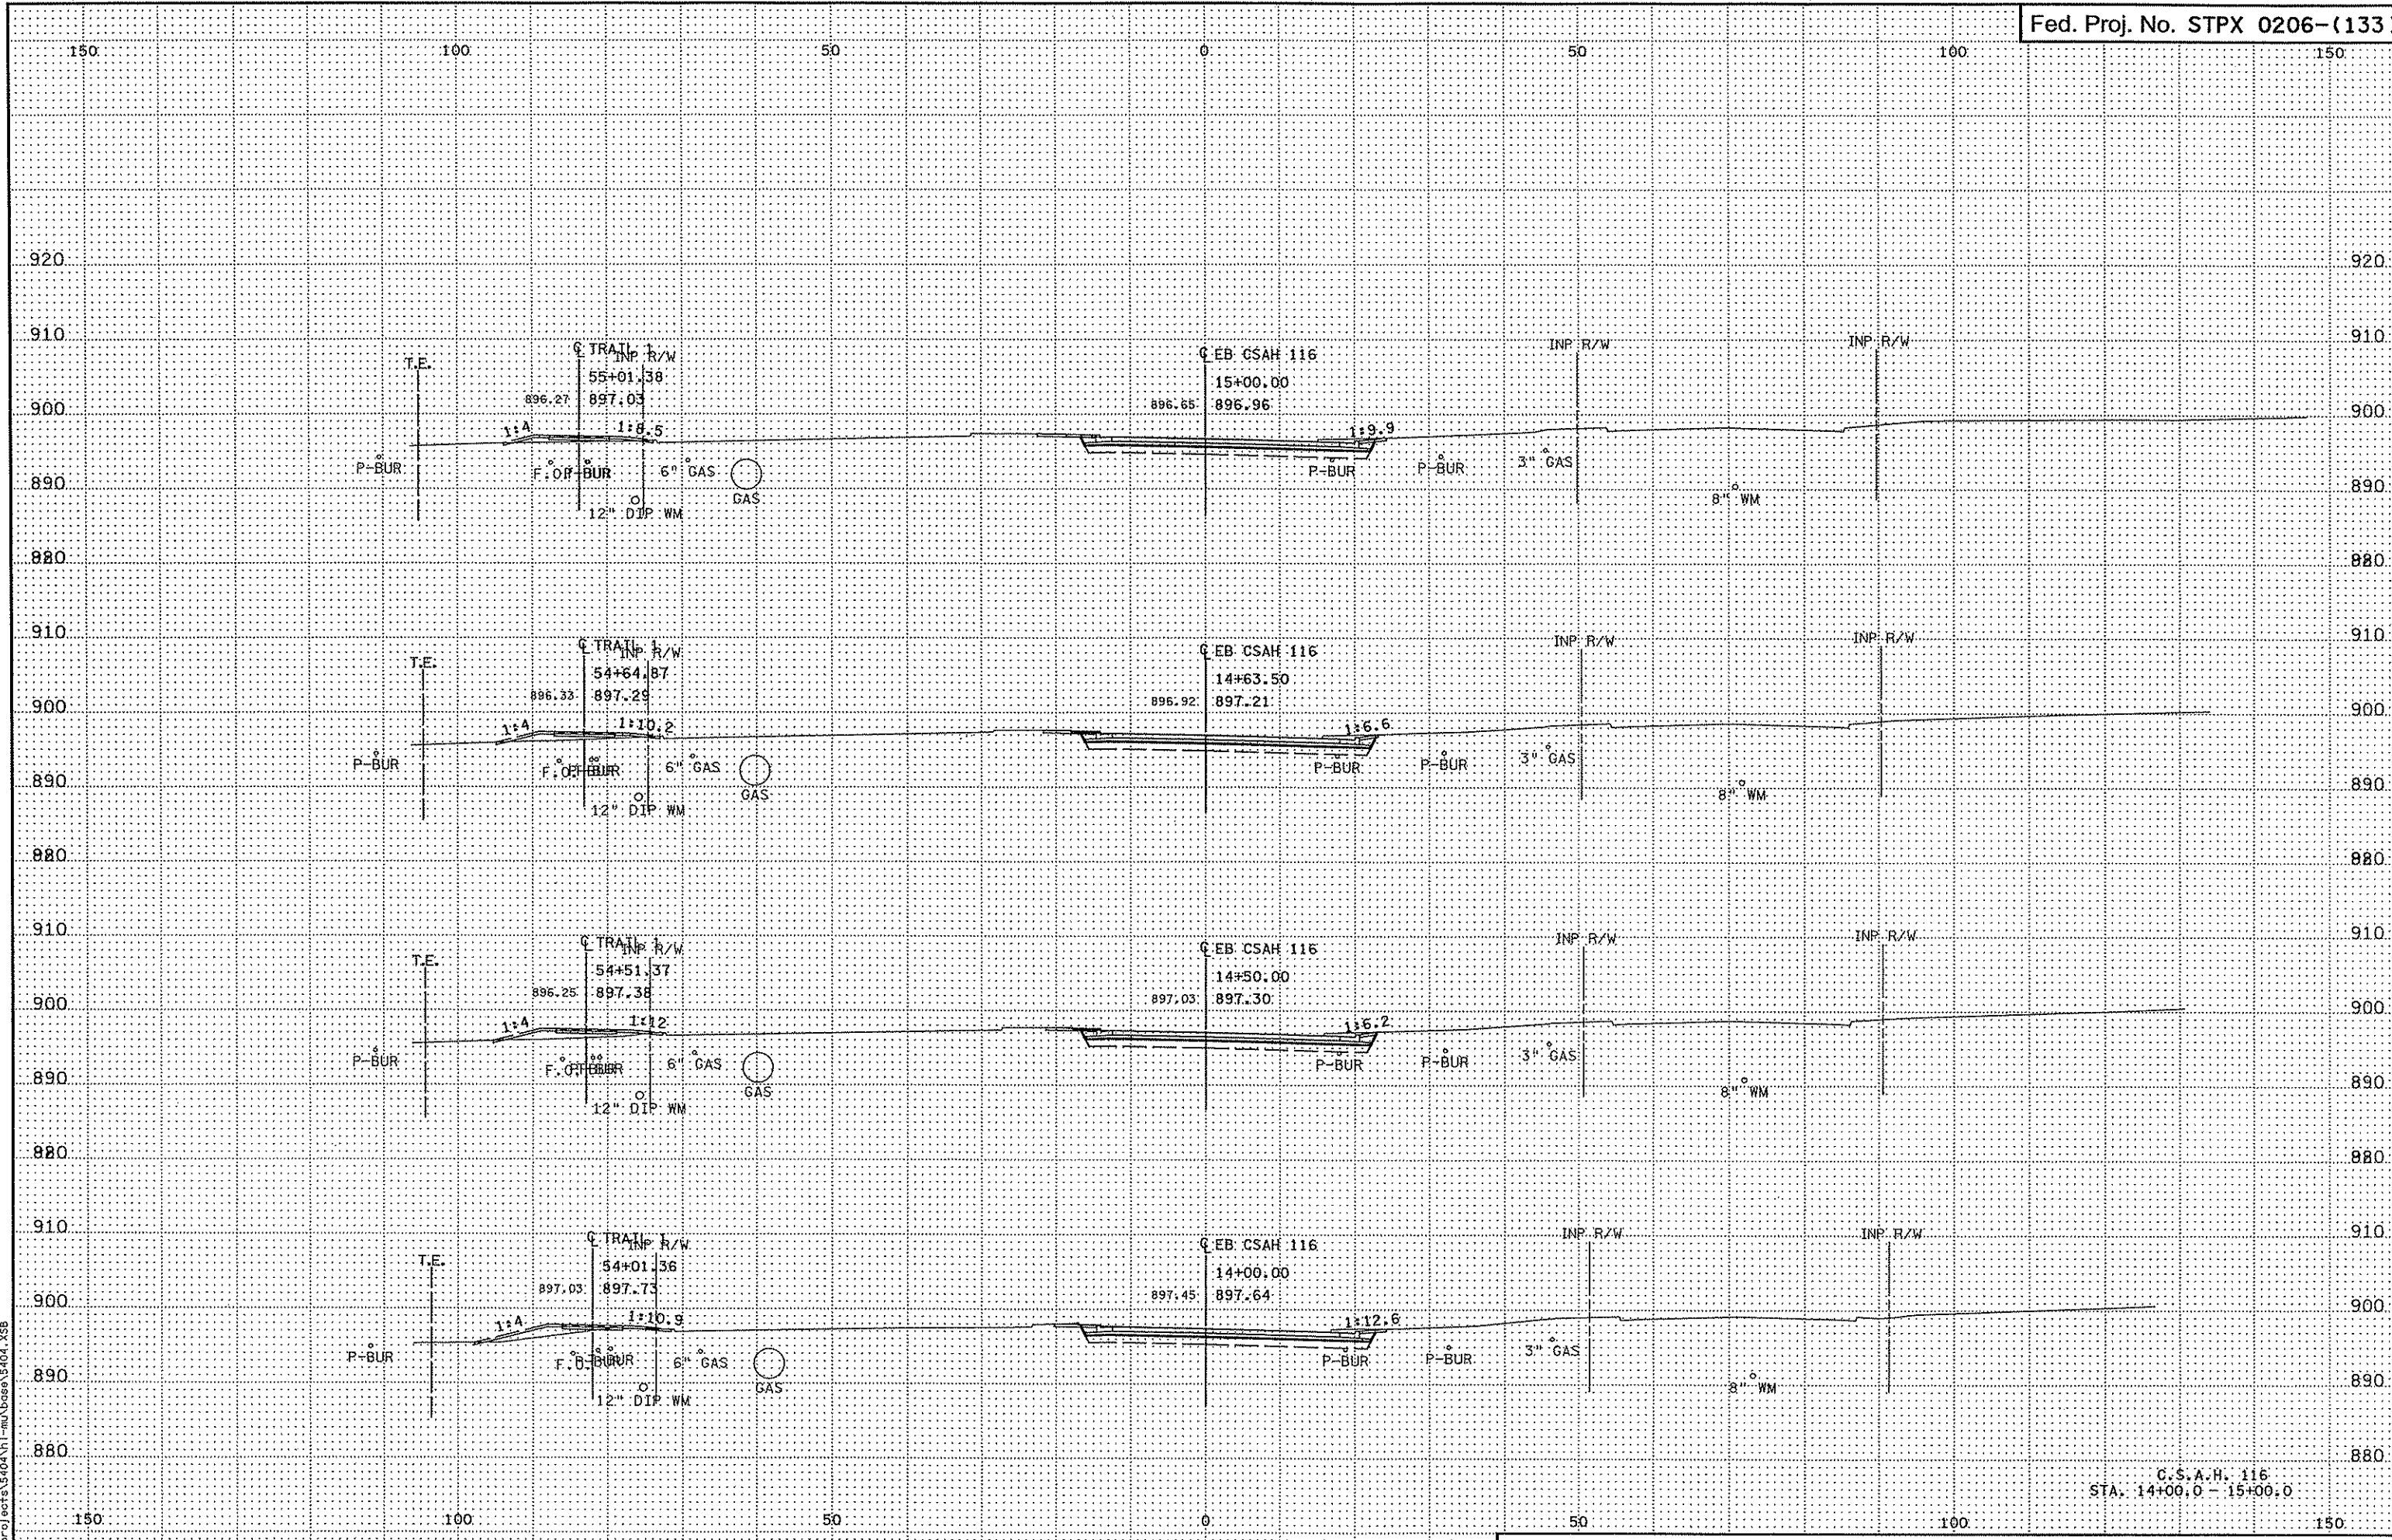 Fed. Proj. No. STPX 0206-(133)
150 100 50 0 50 100 150
920 920
910 910
T.E. ℄ TRAIL 1 INP R/W ℄ EB CSAH 116 INP R/W INP R/W
55+01.38 15+00.00
896.27 897.03 896.65 896.96
900 900
1:4 1:8.5 1:9.9
P-BUR F.O. P-BUR 6" GAS P-BUR P-BUR 3" GAS
890 GAS 8" WM 890
12" DIP WM
880 880
910 910
T.E. ℄ TRAIL 1 INP R/W ℄ EB CSAH 116 INP R/W INP R/W
54+64.87 14+63.50
896.33 897.29 896.92 897.21
900 900
1:4 1:10.2 1:6.6
P-BUR F.O. P-BUR 6" GAS P-BUR P-BUR 3" GAS
890 GAS 8" WM 890
12" DIP WM
880 880
910 910
T.E. ℄ TRAIL 1 INP R/W ℄ EB CSAH 116 INP R/W INP R/W
54+51.37 14+50.00
896.25 897.38 897.03 897.30
900 900
1:4 1:12 1:6.2
P-BUR F.O. P-BUR 6" GAS P-BUR P-BUR 3" GAS
890 GAS 8" WM 890
12" DIP WM
880 880
910 910
T.E. ℄ TRAIL 1 INP R/W ℄ EB CSAH 116 INP R/W INP R/W
54+01.36 14+00.00
897.03 897.73 897.45 897.64
900 900
1:4 1:10.9 1:12.6
P-BUR F.O. P-BUR 6" GAS P-BUR P-BUR 3" GAS
890 GAS 8" WM 890
12" DIP WM
880 880
C.S.A.H. 116
STA. 14+00.0 - 15+00.0
150 100 50 0 50 100 150
rojects\5404\hi-mu\base\5404.XSB